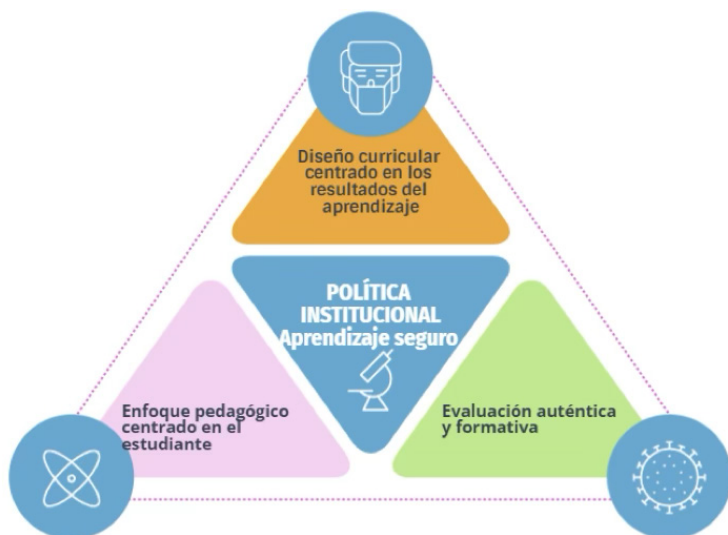 Diseño curricular
centrado en los
resultados del
aprendizaje
POLÍTICA
INSTITUCIONAL
Aprendizaje seguro
Enfoque pedagógico
centrado en el
estudiante
Evaluación auténtica
y formativa